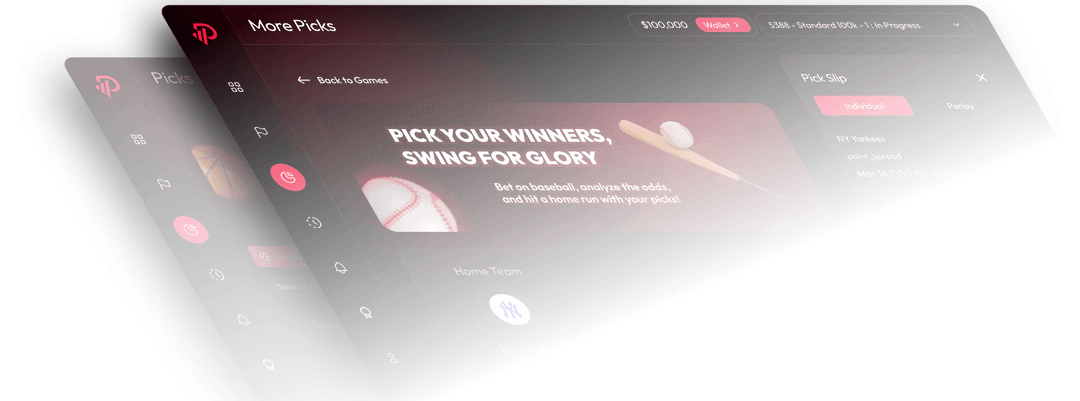 More Picks
$100,000
Wallet >
5388 - Standard 100k - 1 : In Progress
Picks
← Back to Games
Pick Slip
Individual
Parlay
PICK YOUR WINNERS,
SWING FOR GLORY
NY Yankees
point_spread
Bet on baseball, analyze the odds,
and hit a home run with your picks!
Home Team